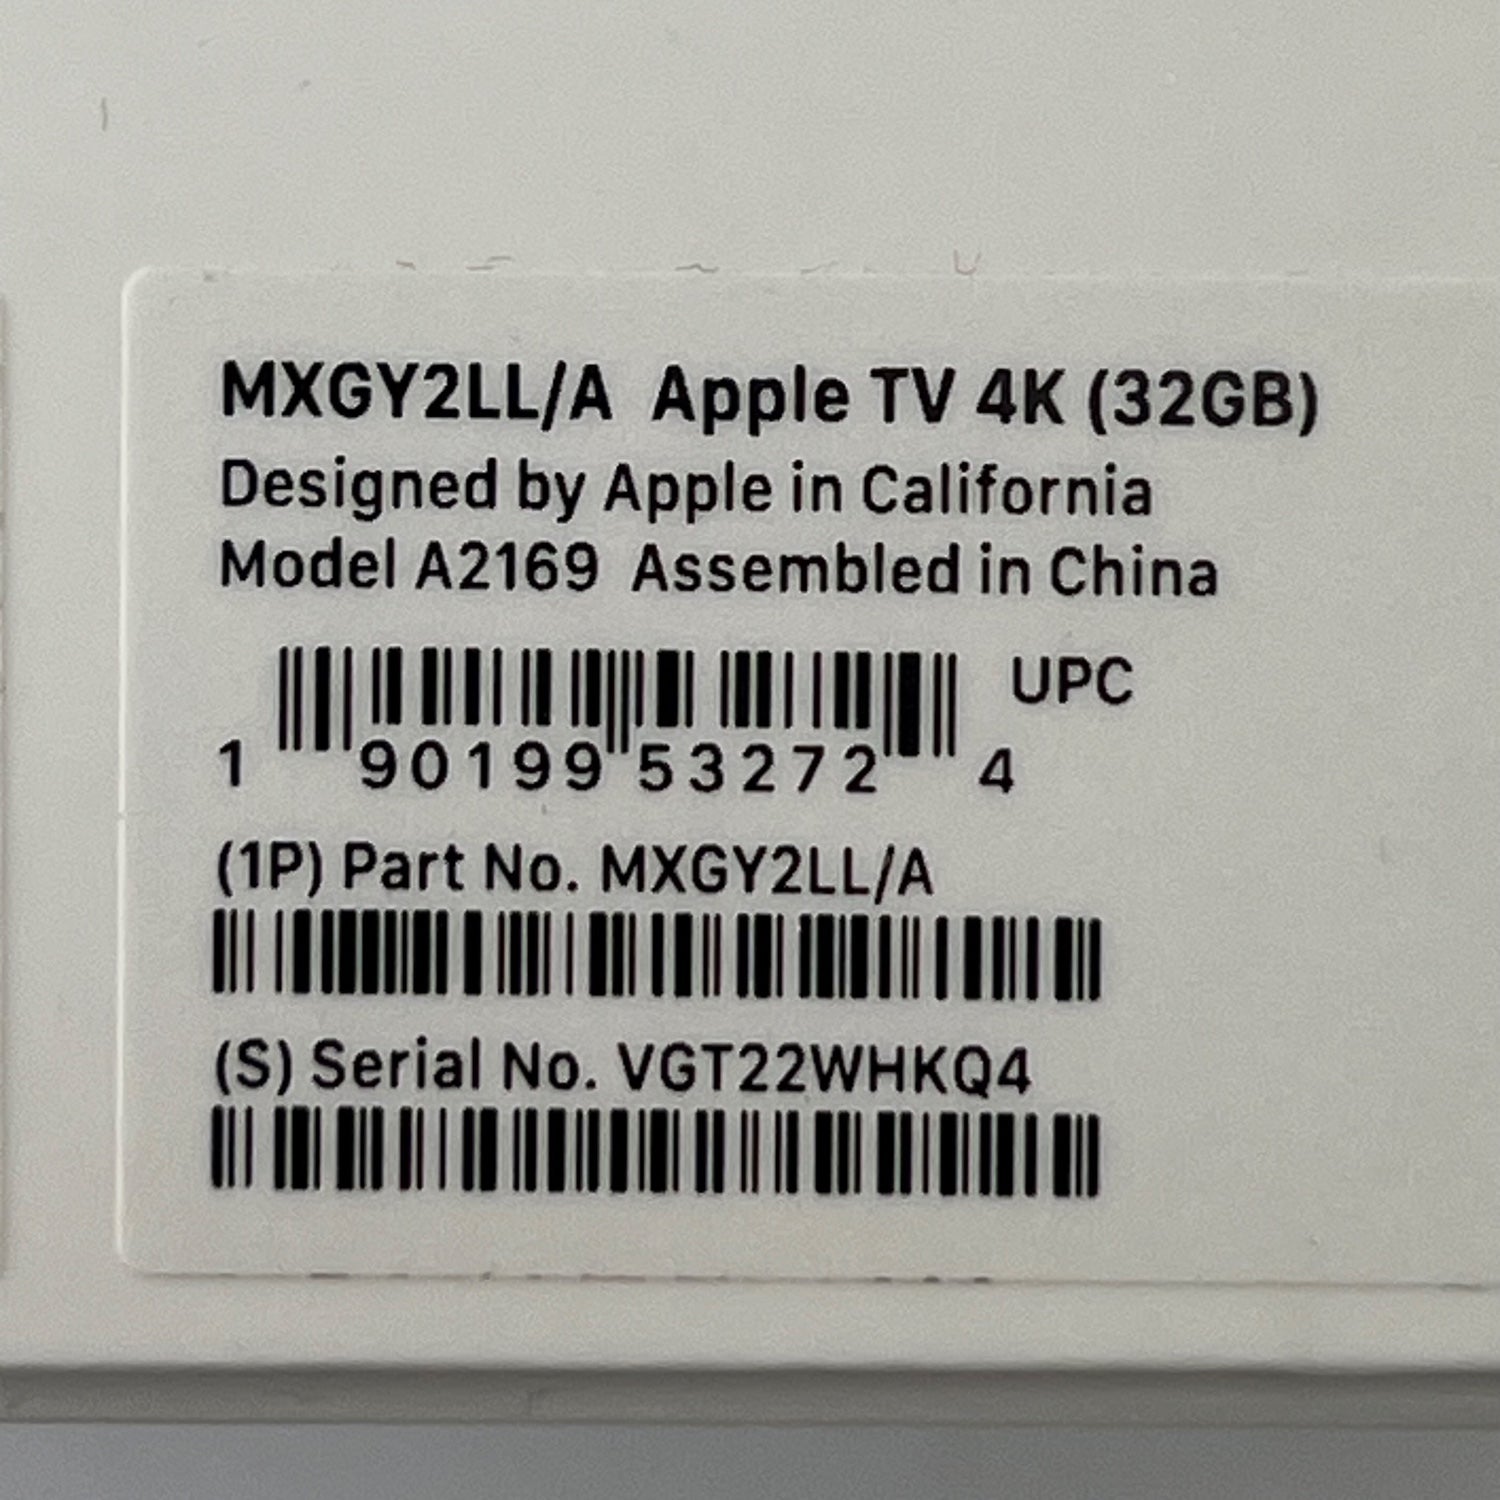 MXGY2LL/A Apple TV 4K (32GB)
Designed by Apple in California
Model A2169 Assembled in China
UPC
1 90199 53272 4
(1P) Part No. MXGY2LL/A
(S) Serial No. VGT22WHKQ4